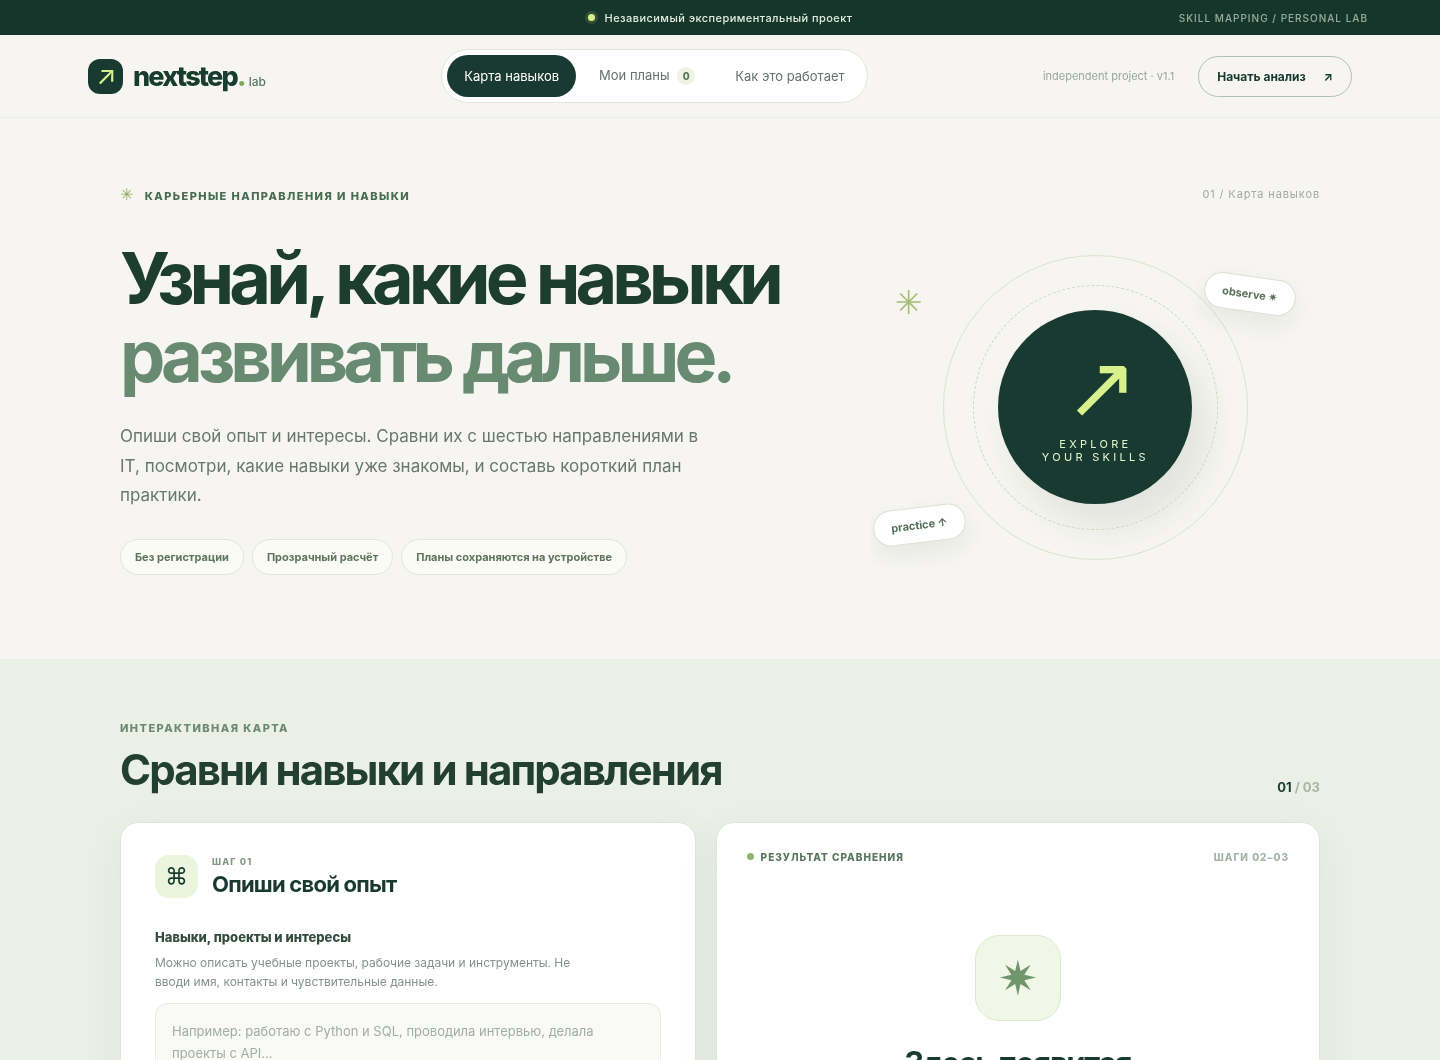 Независимый экспериментальный проект
SKILL MAPPING / PERSONAL LAB
nextstep. lab
Карта навыков
Мои планы 0
Как это работает
independent project · v1.1
Начать анализ ↗
КАРЬЕРНЫЕ НАПРАВЛЕНИЯ И НАВЫКИ
01 / Карта навыков
Узнай, какие навыки
развивать дальше.
Опиши свой опыт и интересы. Сравни их с шестью направлениями в
IT, посмотри, какие навыки уже знакомы, и составь короткий план
практики.
Без регистрации
Прозрачный расчёт
Планы сохраняются на устройстве
observe ✷
EXPLORE
YOUR SKILLS
practice ↑
ИНТЕРАКТИВНАЯ КАРТА
Сравни навыки и направления
01 / 03
ШАГ 01
Опиши свой опыт
Навыки, проекты и интересы
Можно описать учебные проекты, рабочие задачи и инструменты. Не
вводи имя, контакты и чувствительные данные.
Например: работаю с Python и SQL, проводила интервью, делала
проекты с API...
РЕЗУЛЬТАТ СРАВНЕНИЯ
ШАГИ 02–03
Здесь появится